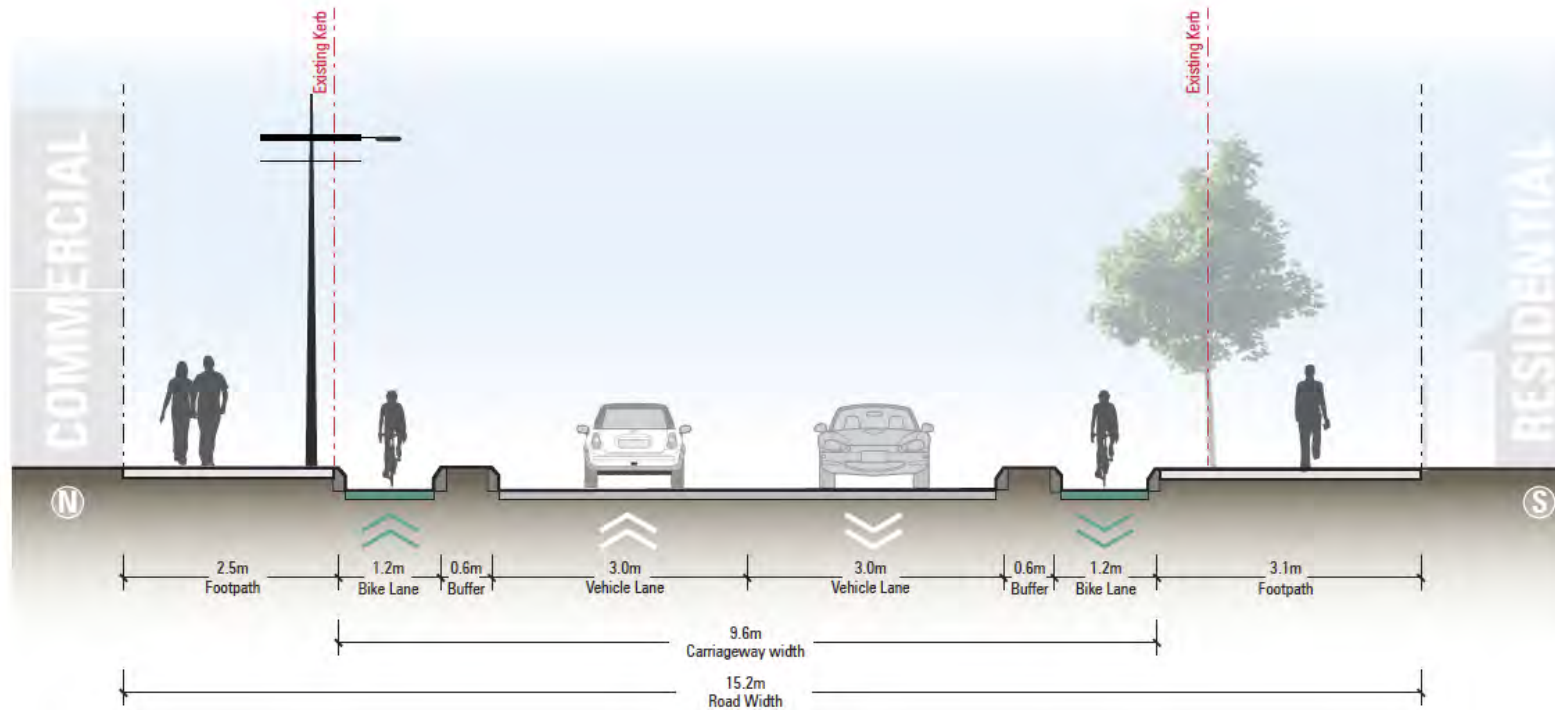 Existing Kerb
Existing Kerb
COMMERCIAL
RESIDENTIAL
N
S
2.5m
Footpath
1.2m
Bike Lane
0.6m
Buffer
3.0m
Vehicle Lane
3.0m
Vehicle Lane
0.6m
Buffer
1.2m
Bike Lane
3.1m
Footpath
9.6m
Carriageway width
15.2m
Road Width